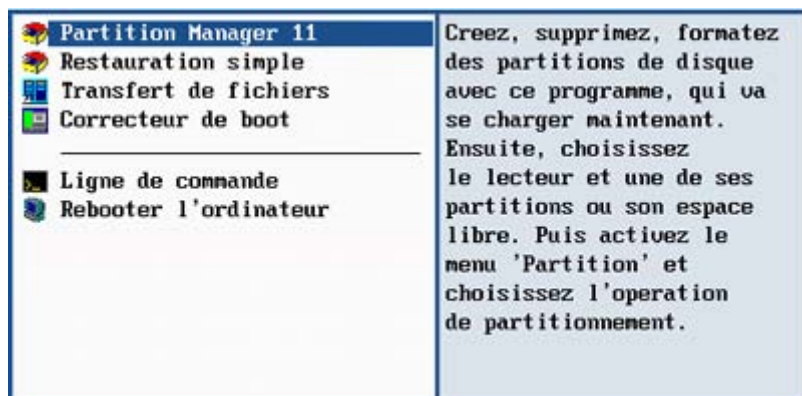 Partition Manager 11
Restauration simple
Transfert de fichiers
Correcteur de boot
Ligne de commande
Rebooter l'ordinateur
Creez, supprimez, formatez
des partitions de disque
avec ce programme, qui va
se charger maintenant.
Ensuite, choisissez
le lecteur et une de ses
partitions ou son espace
libre. Puis activez le
menu 'Partition' et
choisissez l'operation
de partitionnement.